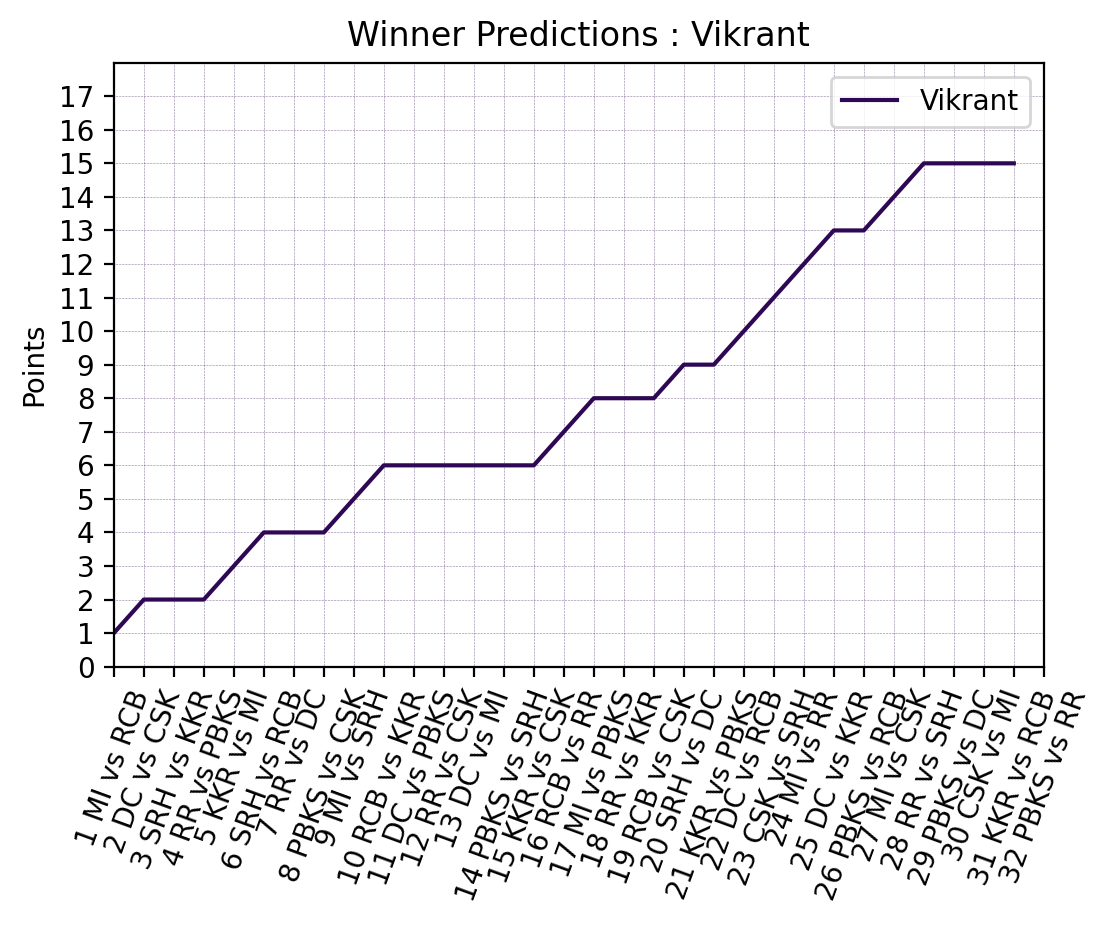 Winner Predictions : Vikrant
Vikrant
Points
17
16
15
14
13
12
11
10
9
8
7
6
5
4
3
2
1
0
1 MI vs RCB
2 DC vs CSK
3 SRH vs KKR
4 RR vs PBKS
5 KKR vs MI
6 SRH vs RCB
7 RR vs DC
8 PBKS vs CSK
9 MI vs SRH
10 RCB vs KKR
11 DC vs PBKS
12 RR vs CSK
13 DC vs MI
14 PBKS vs SRH
15 KKR vs CSK
16 RCB vs RR
17 MI vs PBKS
18 RR vs KKR
19 RCB vs CSK
20 SRH vs DC
21 KKR vs PBKS
22 DC vs RCB
23 CSK vs SRH
24 MI vs RR
25 DC vs KKR
26 PBKS vs RCB
27 MI vs CSK
28 RR vs SRH
29 PBKS vs DC
30 CSK vs MI
31 KKR vs RCB
32 PBKS vs RR